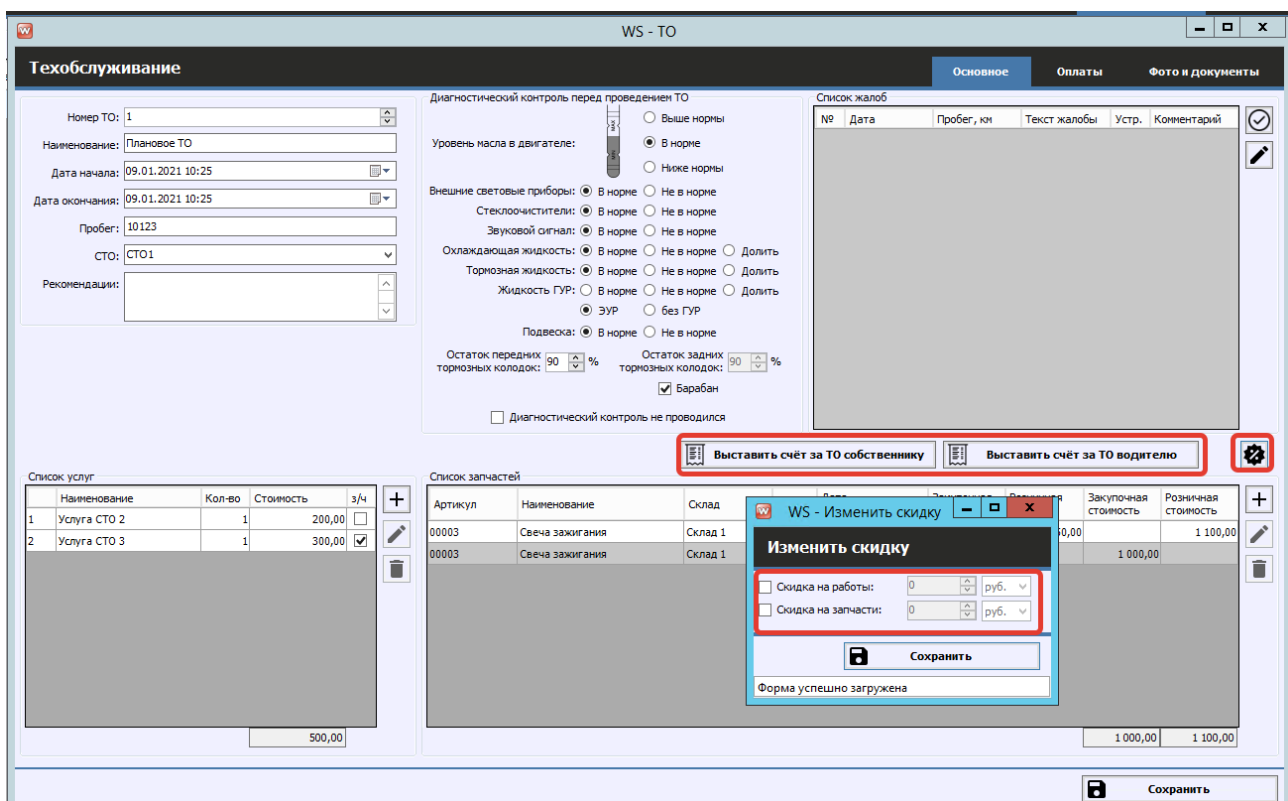 WS - ТО
Техобслуживание
Основное Оплаты Фото и документы
Номер ТО: 1
Наименование: Плановое ТО
Дата начала: 09.01.2021 10:25
Дата окончания: 09.01.2021 10:25
Пробег: 10123
СТО: СТО1
Рекомендации:
Диагностический контроль перед проведением ТО
Уровень масла в двигателе:
MAX
MIN
Выше нормы
В норме
Ниже нормы
Внешние световые приборы: В норме Не в норме
Стеклоочистители: В норме Не в норме
Звуковой сигнал: В норме Не в норме
Охлаждающая жидкость: В норме Не в норме Долить
Тормозная жидкость: В норме Не в норме Долить
Жидкость ГУР: В норме Не в норме Долить
ЭУР без ГУР
Подвеска: В норме Не в норме
Остаток передних тормозных колодок: 90 %
Остаток задних тормозных колодок: 90 %
Барабан
Диагностический контроль не проводился
Список жалоб
№ Дата Пробег, км Текст жалобы Устр. Комментарий
Выставить счёт за ТО собственнику
Выставить счёт за ТО водителю
Список услуг
Наименование Кол-во Стоимость з/ч
1 Услуга СТО 2 1 200,00
2 Услуга СТО 3 1 300,00
500,00
Список запчастей
Артикул Наименование Склад Закупочная стоимость Розничная стоимость
00003 Свеча зажигания Склад 1 1 100,00
00003 Свеча зажигания Склад 1 1 000,00
1 000,00 1 100,00
WS - Изменить скидку
Изменить скидку
Скидка на работы: 0 руб.
Скидка на запчасти: 0 руб.
Сохранить
Форма успешно загружена
Сохранить